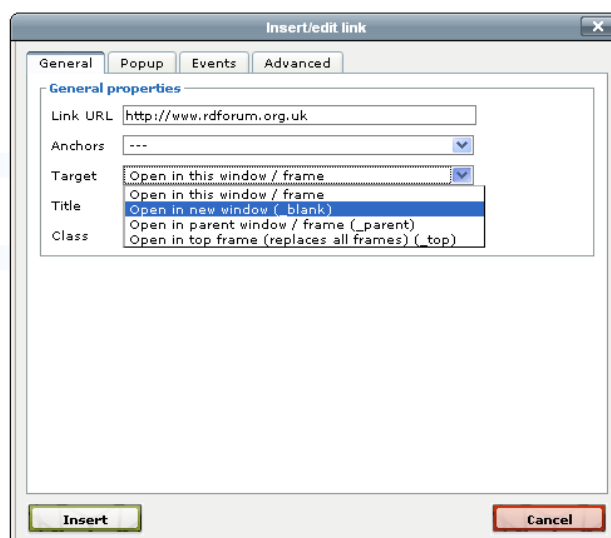 Insert/edit link
General Popup Events Advanced
General properties
Link URL http://www.rdforum.org.uk
Anchors ---
Target Open in this window / frame
Open in this window / frame
Title
Open in new window (_blank)
Open in parent window / frame (_parent)
Class
Open in top frame (replaces all frames) (_top)
Insert Cancel